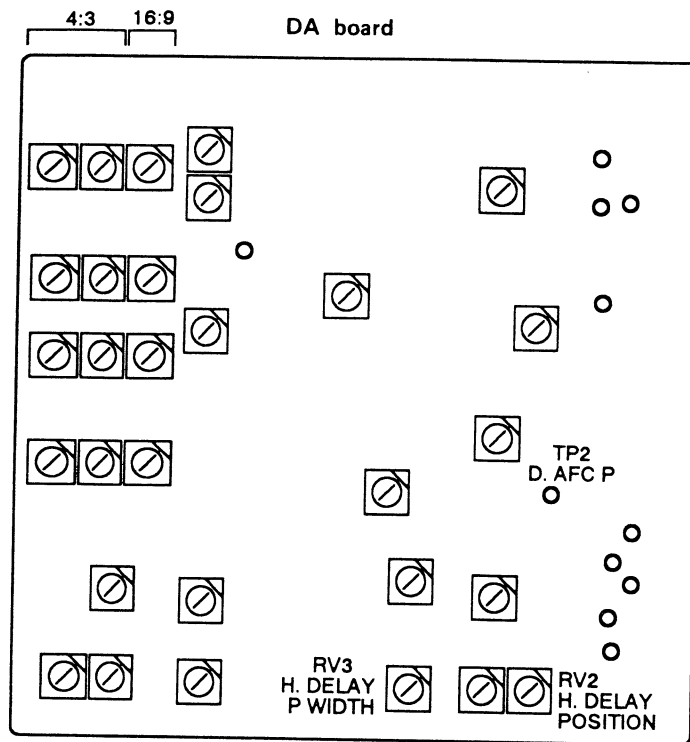 4:3 16:9
DA board
TP2
D. AFC P
RV3
H. DELAY
P WIDTH
RV2
H. DELAY
POSITION